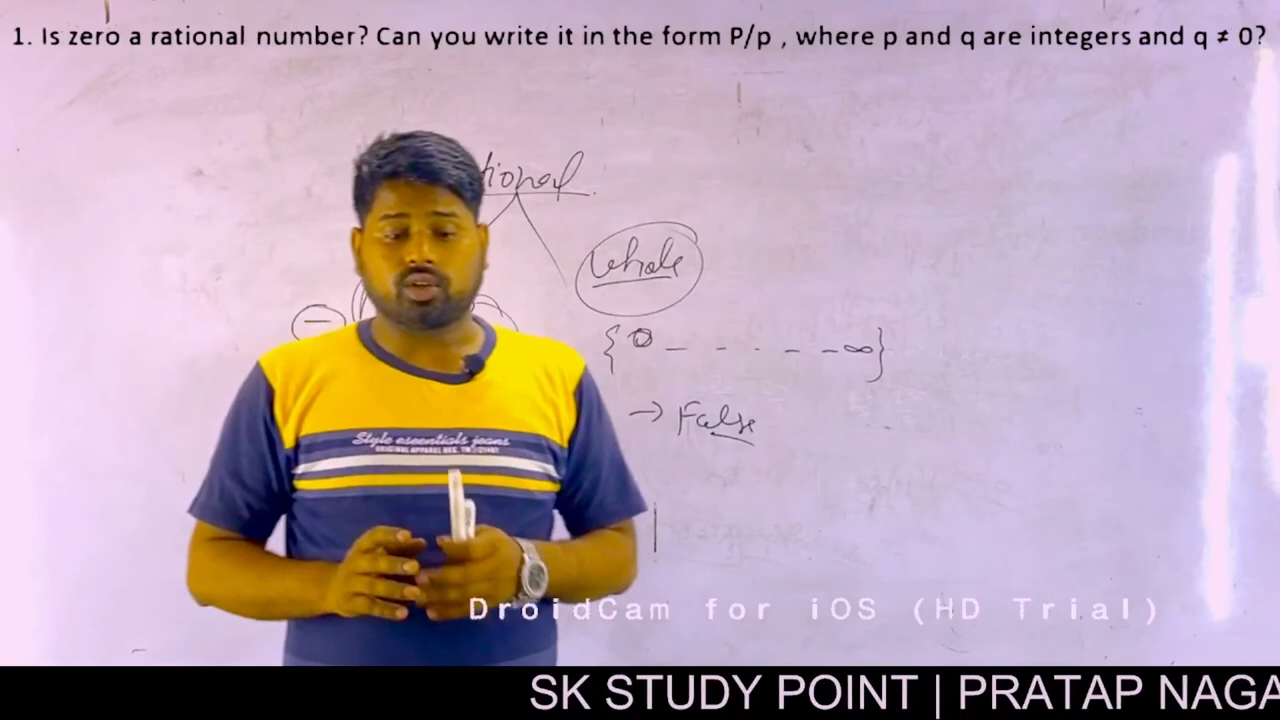 1. Is zero a rational number? Can you write it in the form P/p , where p and q are integers and q ≠ 0?
tional
whole
{0 _ - - - - -∞}
→ False
Style essentials jeans
DroidCam for iOS (HD Trial)
SK STUDY POINT | PRATAP NAGA